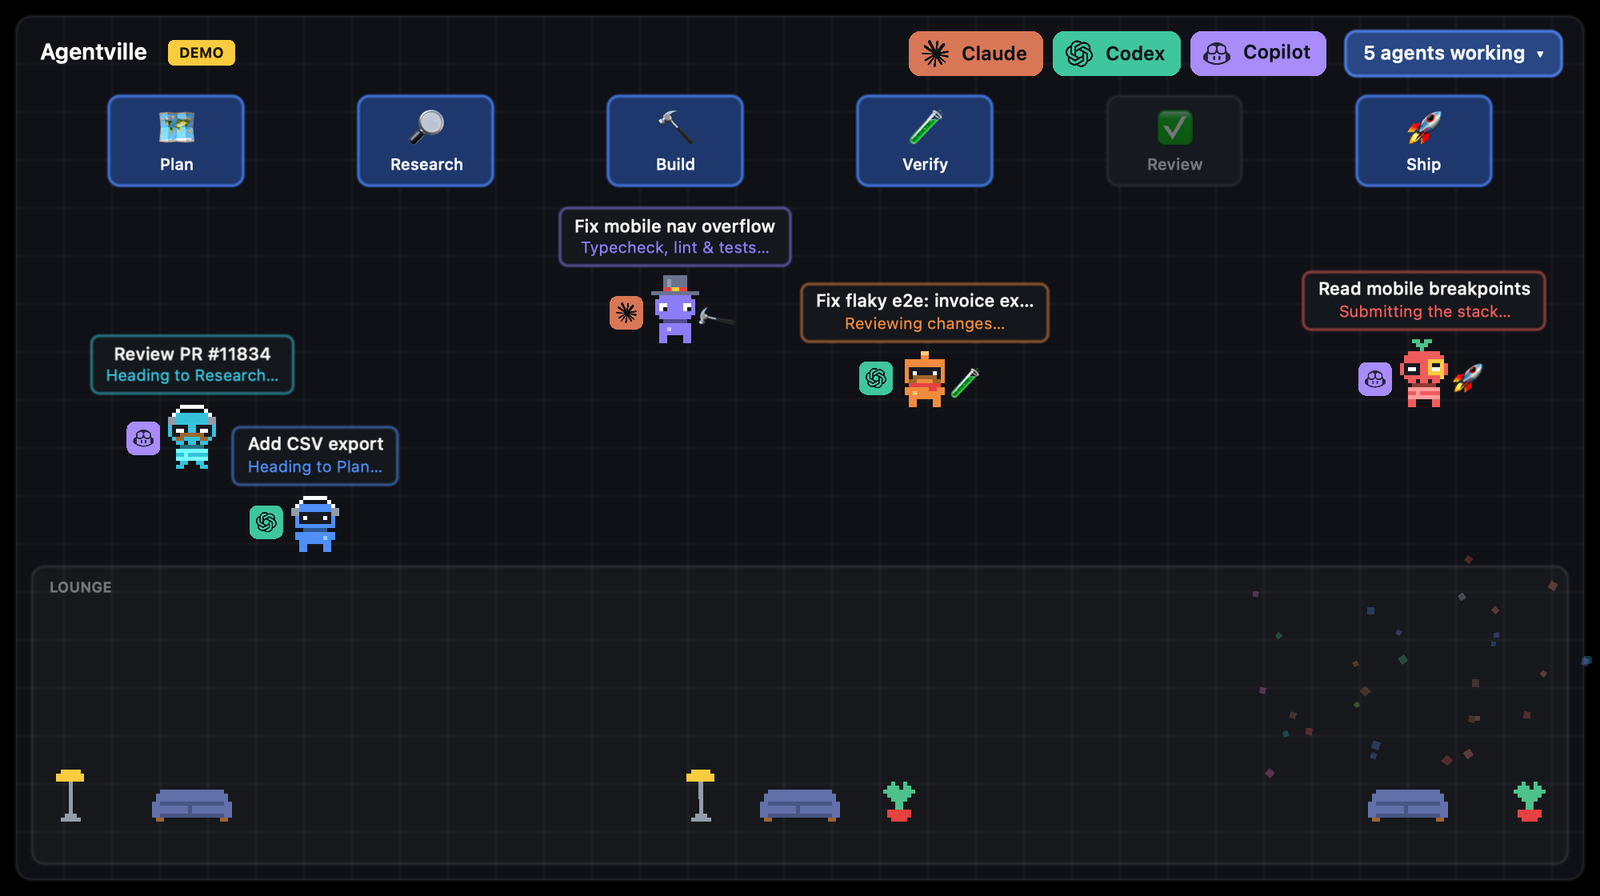 Agentville
DEMO
Claude
Codex
Copilot
5 agents working
Plan
Research
Build
Verify
Review
Ship
Fix mobile nav overflow
Typecheck, lint & tests...
Fix flaky e2e: invoice ex...
Reviewing changes...
Read mobile breakpoints
Submitting the stack...
Review PR #11834
Heading to Research...
Add CSV export
Heading to Plan...
LOUNGE